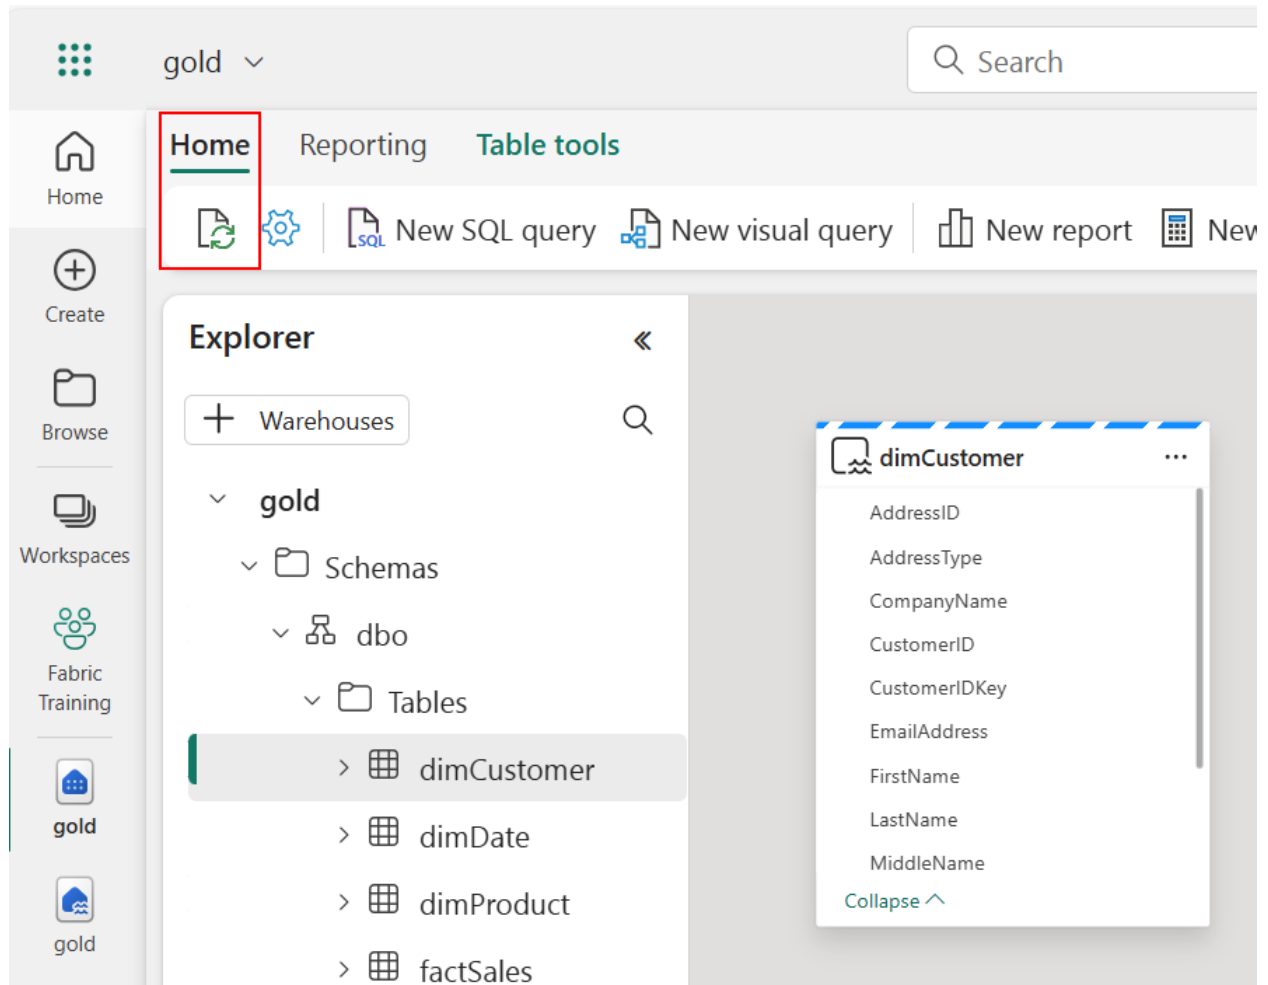 gold
Search
Home
Reporting
Table tools
Home
SQL
New SQL query
New visual query
New report
New
Create
Explorer
Browse
Warehouses
gold
Workspaces
Schemas
dbo
Fabric
Training
Tables
dimCustomer
gold
dimDate
dimProduct
gold
factSales
dimCustomer
AddressID
AddressType
CompanyName
CustomerID
CustomerIDKey
EmailAddress
FirstName
LastName
MiddleName
Collapse